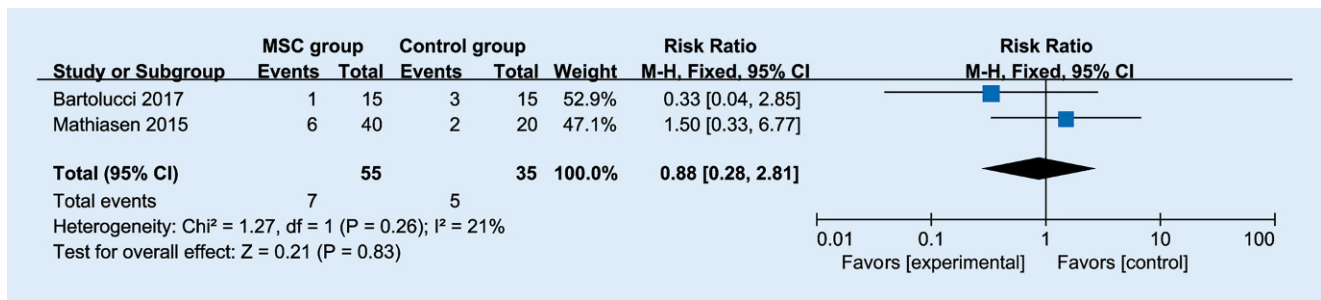 MSC group Control group Risk Ratio Risk Ratio
Study or Subgroup Events Total Events Total Weight M-H, Fixed, 95% CI M-H, Fixed, 95% CI
Bartolucci 2017 1 15 3 15 52.9% 0.33 [0.04, 2.85]
Mathiasen 2015 6 40 2 20 47.1% 1.50 [0.33, 6.77]
Total (95% CI) 55 35 100.0% 0.88 [0.28, 2.81]
Total events 7 5
Heterogeneity: Chi² = 1.27, df = 1 (P = 0.26); I² = 21%
Test for overall effect: Z = 0.21 (P = 0.83)
0.01 0.1 1 10 100
Favors [experimental] Favors [control]